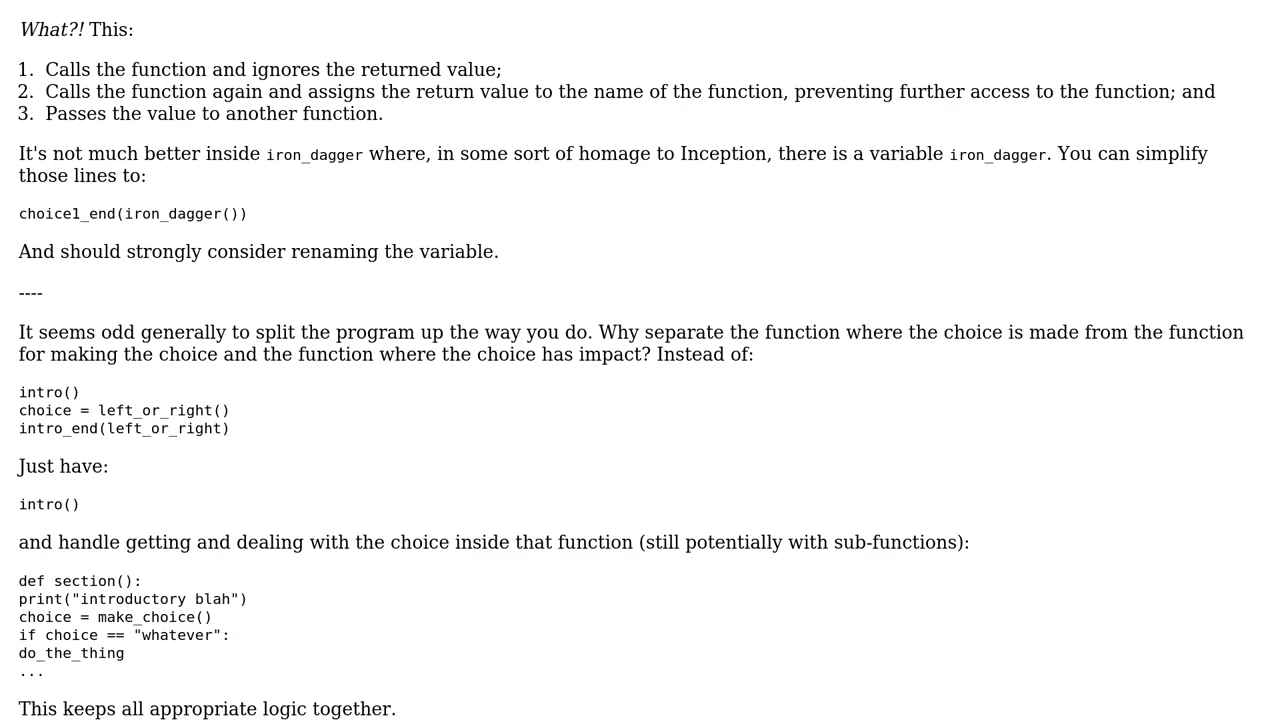 What?! This:
1. Calls the function and ignores the returned value;
2. Calls the function again and assigns the return value to the name of the function, preventing further access to the function; and
3. Passes the value to another function.
It's not much better inside iron_dagger where, in some sort of homage to Inception, there is a variable iron_dagger. You can simplify
those lines to:
choice1_end(iron_dagger())
And should strongly consider renaming the variable.
----
It seems odd generally to split the program up the way you do. Why separate the function where the choice is made from the function
for making the choice and the function where the choice has impact? Instead of:
intro()
choice = left_or_right()
intro_end(left_or_right)
Just have:
intro()
and handle getting and dealing with the choice inside that function (still potentially with sub-functions):
def section():
print("introductory blah")
choice = make_choice()
if choice == "whatever":
do_the_thing
...
This keeps all appropriate logic together.